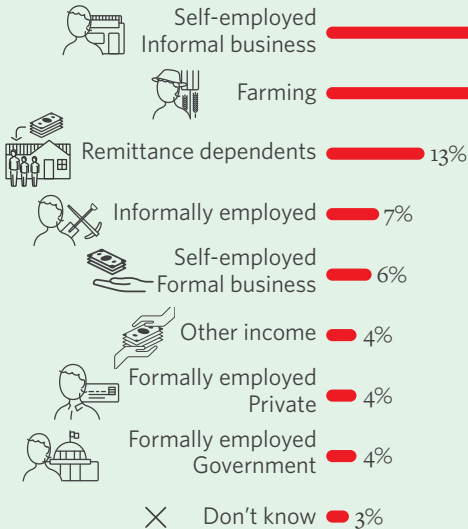 Self-employed
Informal business
Farming
Remittance dependents 13%
Informally employed 7%
Self-employed
Formal business 6%
Other income 4%
Formally employed
Private 4%
Formally employed
Government 4%
Don't know 3%